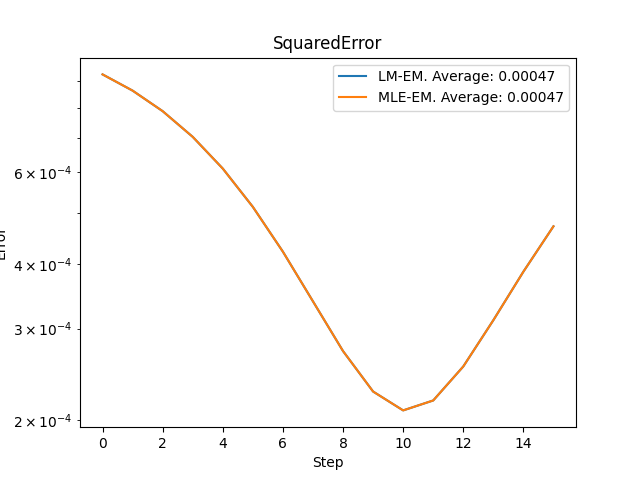 SquaredError
LM-EM. Average: 0.00047
MLE-EM. Average: 0.00047
6 × 10⁻⁴
4 × 10⁻⁴
3 × 10⁻⁴
2 × 10⁻⁴
Error
0 2 4 6 8 10 12 14
Step